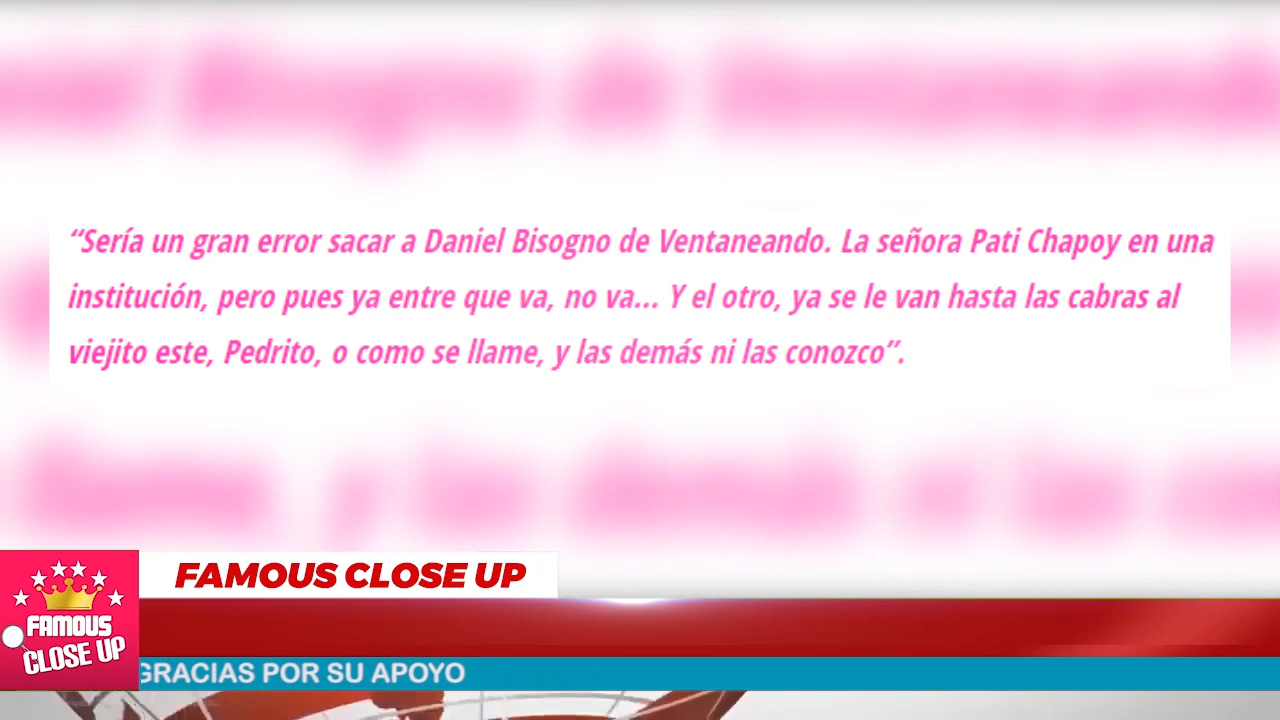 “Sería un gran error sacar a Daniel Bisogno de Ventaneando. La señora Pati Chapoy en una
institución, pero pues ya entre que va, no va... Y el otro, ya se le van hasta las cabras al
viejito este, Pedrito, o como se llame, y las demás ni las conozco”.
FAMOUS CLOSE UP
FAMOUS
CLOSE UP
GRACIAS POR SU APOYO